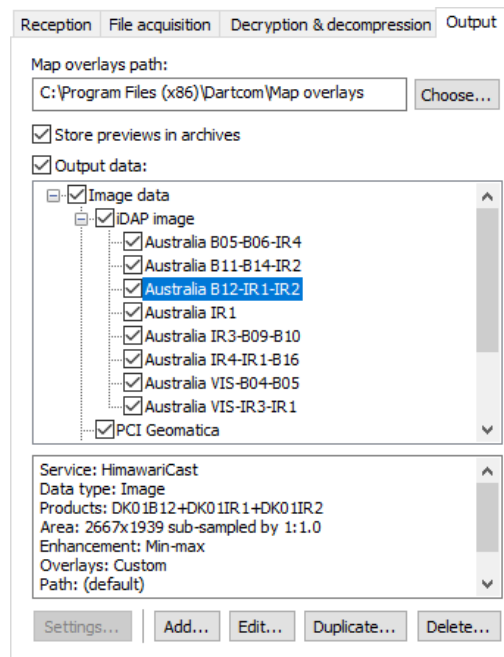 Reception File acquisition Decryption & decompression Output
Map overlays path:
C:\Program Files (x86)\Dartcom\Map overlays Choose...
Store previews in archives
Output data:
Image data
iDAP image
Australia B05-B06-IR4
Australia B11-B14-IR2
Australia B12-IR1-IR2
Australia IR1
Australia IR3-B09-B10
Australia IR4-IR1-B16
Australia VIS-B04-B05
Australia VIS-IR3-IR1
PCI Geomatica
Service: HimawariCast
Data type: Image
Products: DK01B12+DK01IR1+DK01IR2
Area: 2667x1939 sub-sampled by 1:1.0
Enhancement: Min-max
Overlays: Custom
Path: (default)
Settings... Add... Edit... Duplicate... Delete...